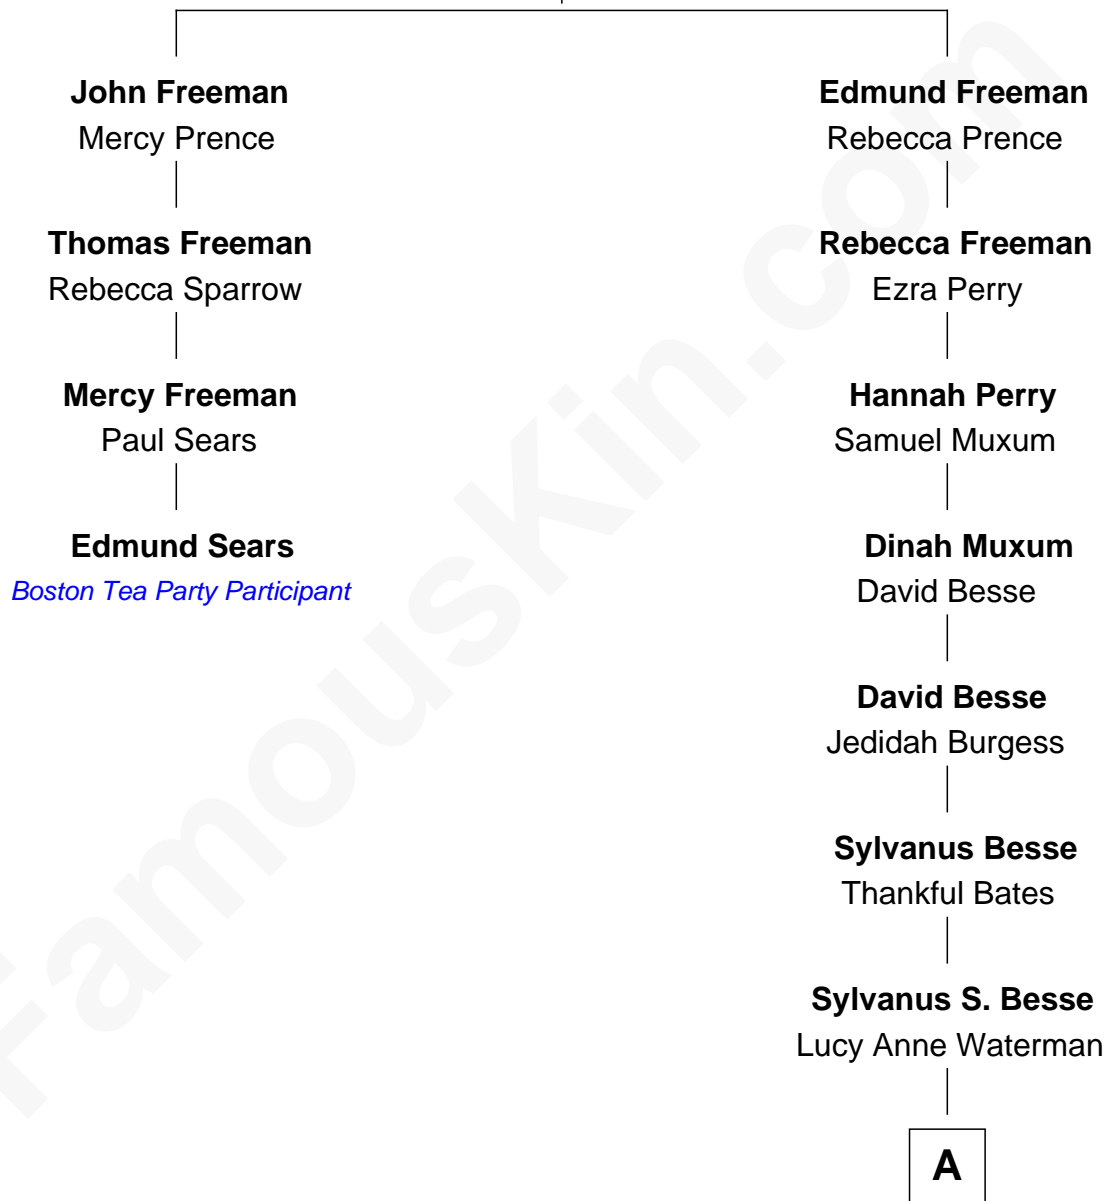 John Freeman
Mercy Prence
Thomas Freeman
Rebecca Sparrow
Mercy Freeman
Paul Sears
Edmund Sears
Boston Tea Party Participant
Edmund Freeman
Rebecca Prence
Rebecca Freeman
Ezra Perry
Hannah Perry
Samuel Muxum
Dinah Muxum
David Besse
David Besse
Jedidah Burgess
Sylvanus Besse
Thankful Bates
Sylvanus S. Besse
Lucy Anne Waterman
A
FamousKin.com